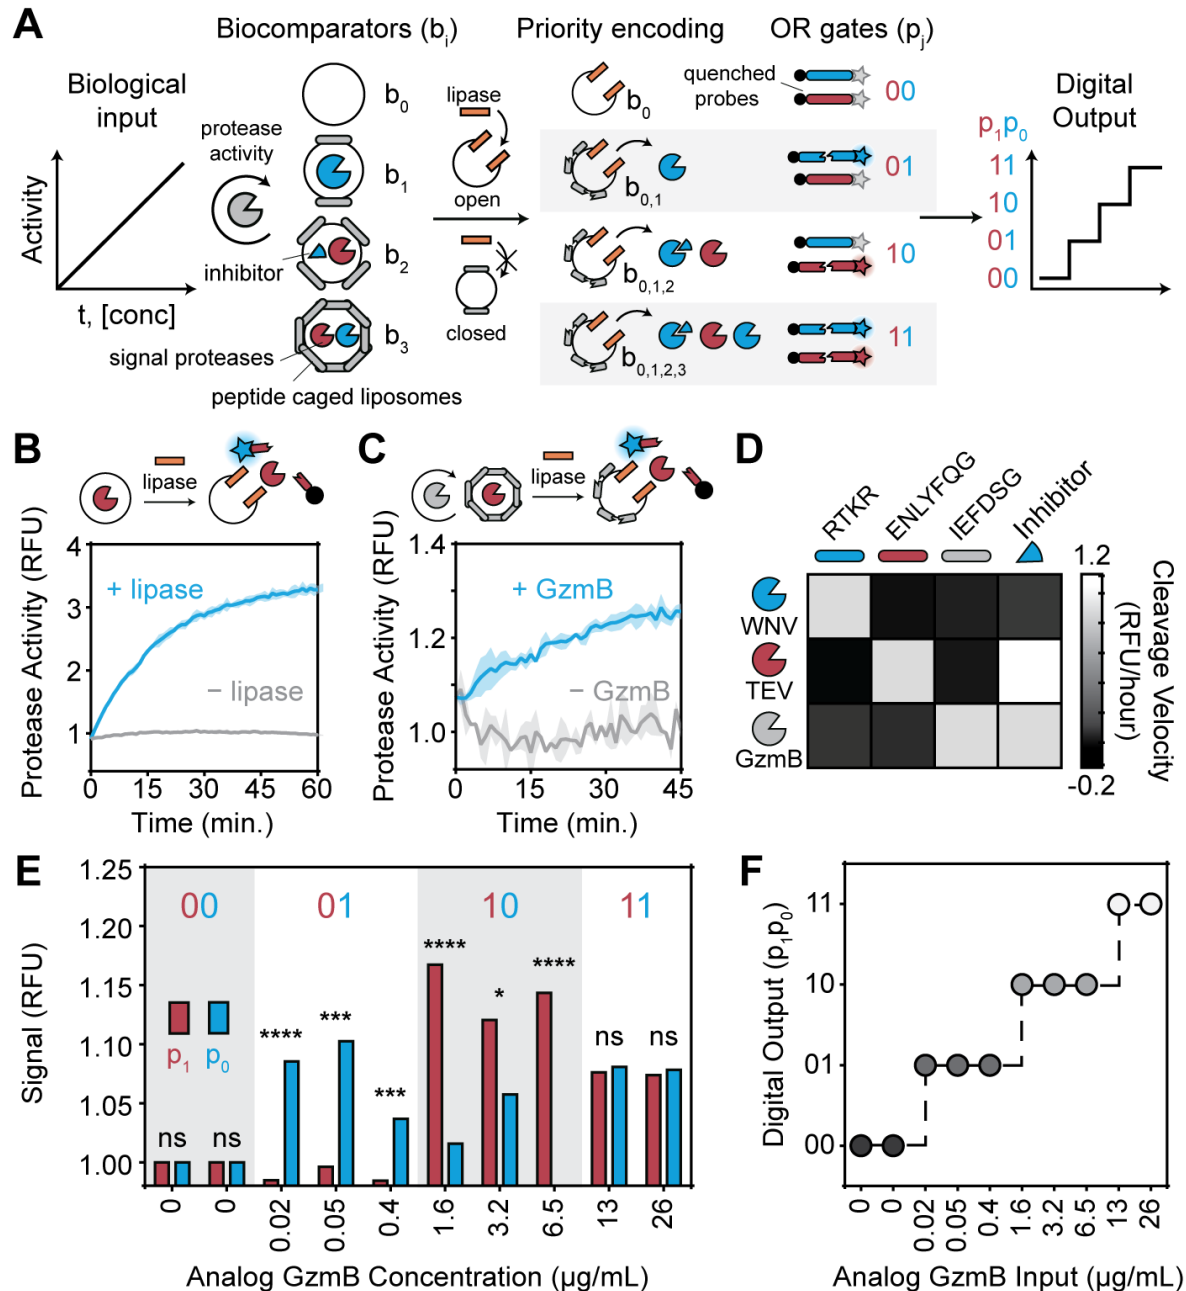 A
Biocomparators (bi)
Priority encoding
OR gates (pj)
Biological
input
protease
activity
Activity
t, [conc]
inhibitor
signal proteases
peptide caged liposomes
b0
b1
b2
b3
lipase
open
closed
b0
b0,1
b0,1,2
b0,1,2,3
quenched
probes
00
01
10
11
Digital
Output
p1p0
11
10
01
00
B
lipase
Protease Activity (RFU)
4
3
2
1
+ lipase
− lipase
0 15 30 45 60
Time (min.)
C
lipase
Protease Activity (RFU)
1.4
1.2
1.0
+ GzmB
− GzmB
0 15 30 45
Time (min.)
D
RTKR
ENLYFQG
IEFDSG
Inhibitor
WNV
TEV
GzmB
1.2
-0.2
Cleavage Velocity
(RFU/hour)
E
Signal (RFU)
1.25
1.20
1.15
1.10
1.05
1.00
00 01 10 11
p1 p0
ns ns **** *** *** **** * **** ns ns
0 0 0.02 0.05 0.4 1.6 3.2 6.5 13 26
Analog GzmB Concentration (µg/mL)
F
Digital Output (p1p0)
11
10
01
00
0 0 0.02 0.05 0.4 1.6 3.2 6.5 13 26
Analog GzmB Input (µg/mL)